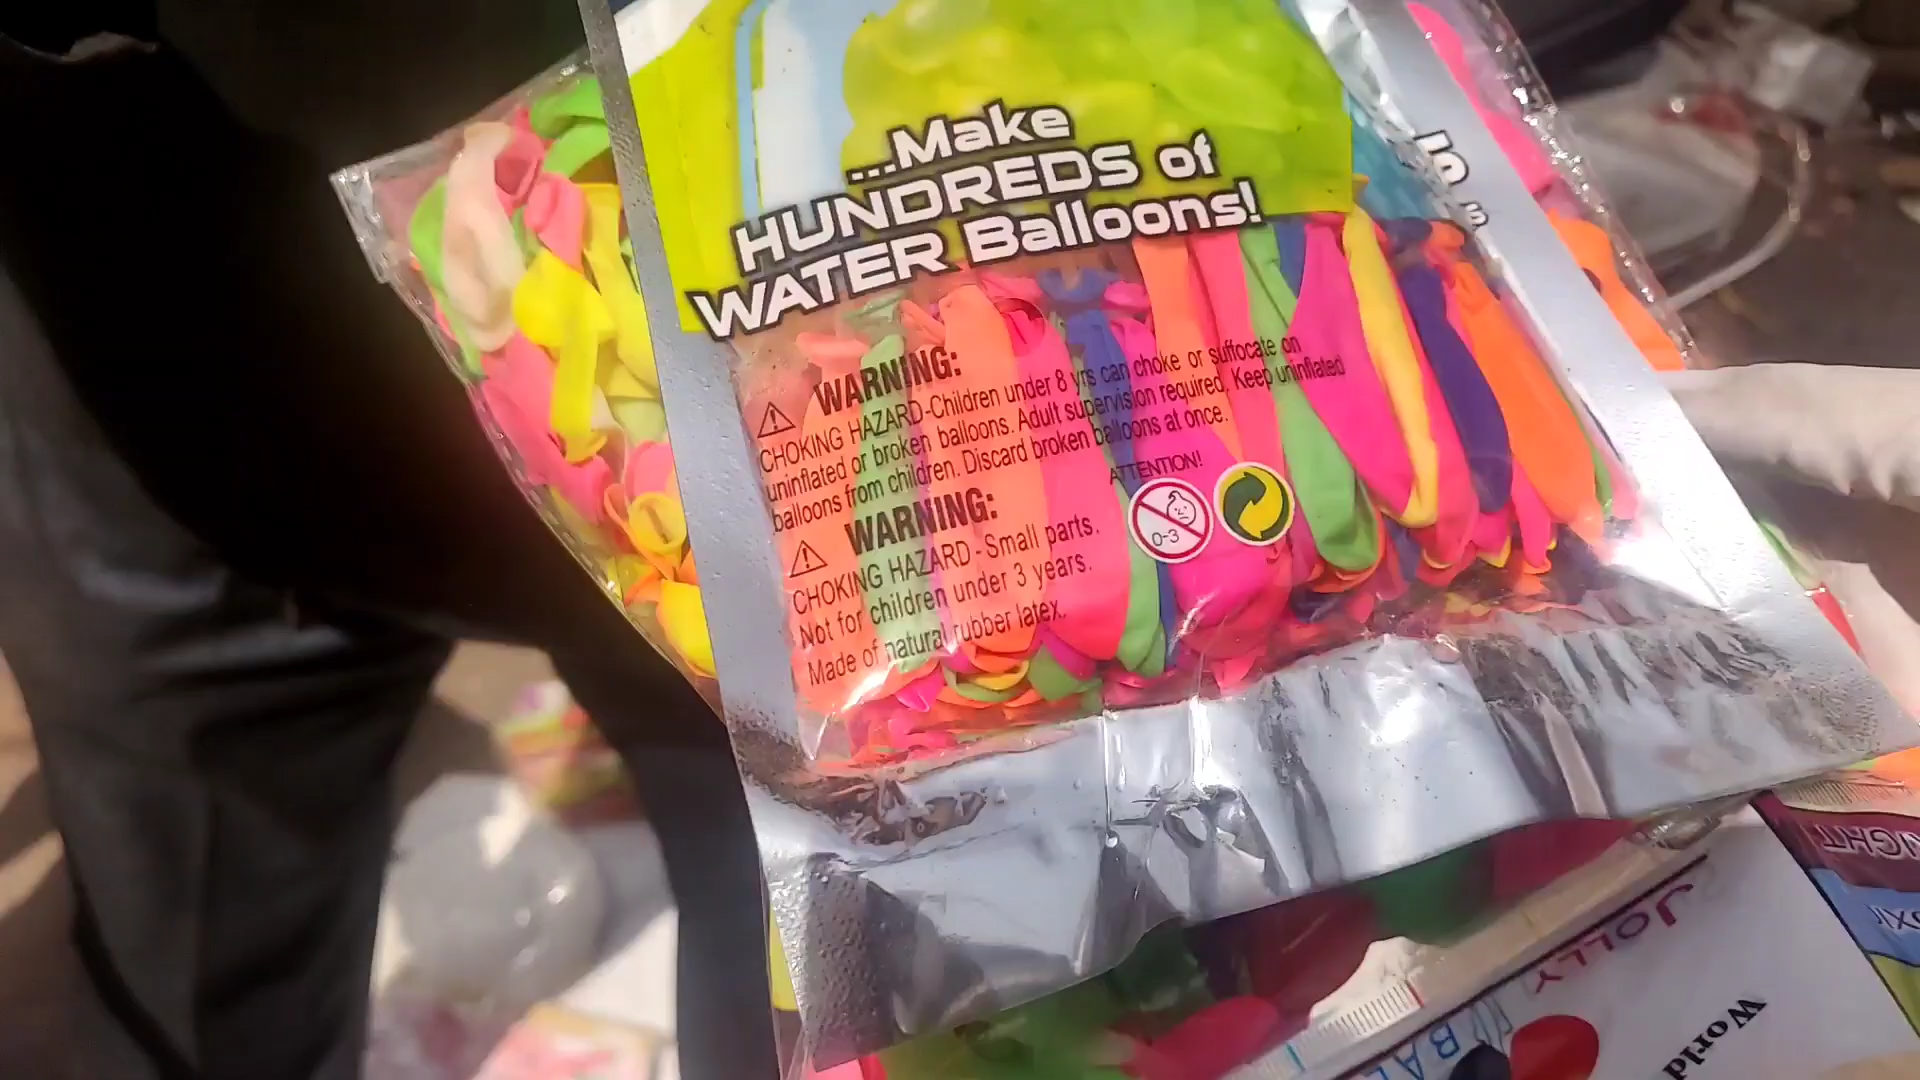 ...Make
HUNDREDS of
WATER Balloons!
WARNING:
CHOKING HAZARD-Children under 8 yrs can choke or suffocate on
uninflated or broken balloons. Adult supervision required. Keep uninflated
balloons from children. Discard broken balloons at once.
ATTENTION!
0-3
WARNING:
CHOKING HAZARD - Small parts.
Not for children under 3 years.
Made of natural rubber latex.
JOLLY
World